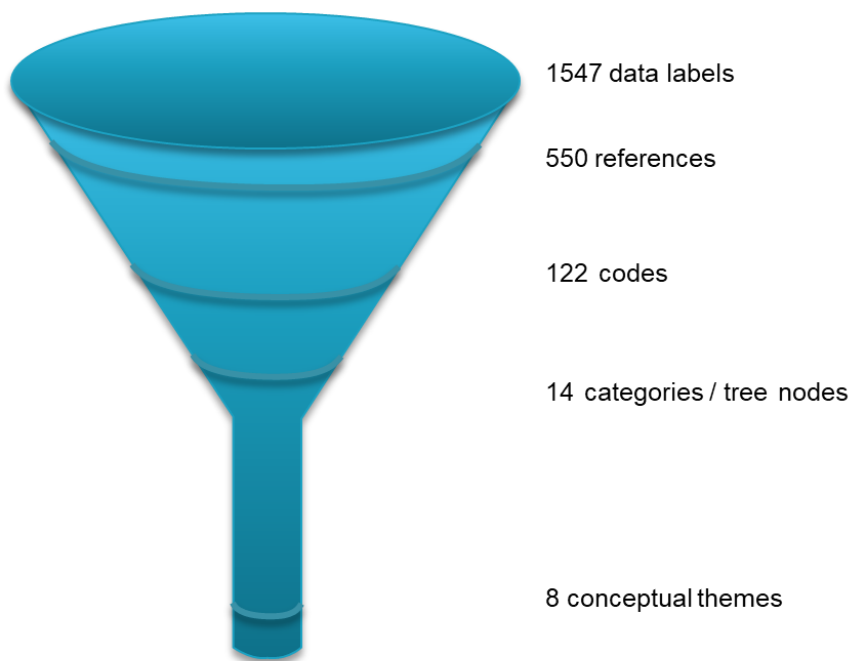 1547 data labels
550 references
122 codes
14 categories / tree nodes
8 conceptual themes